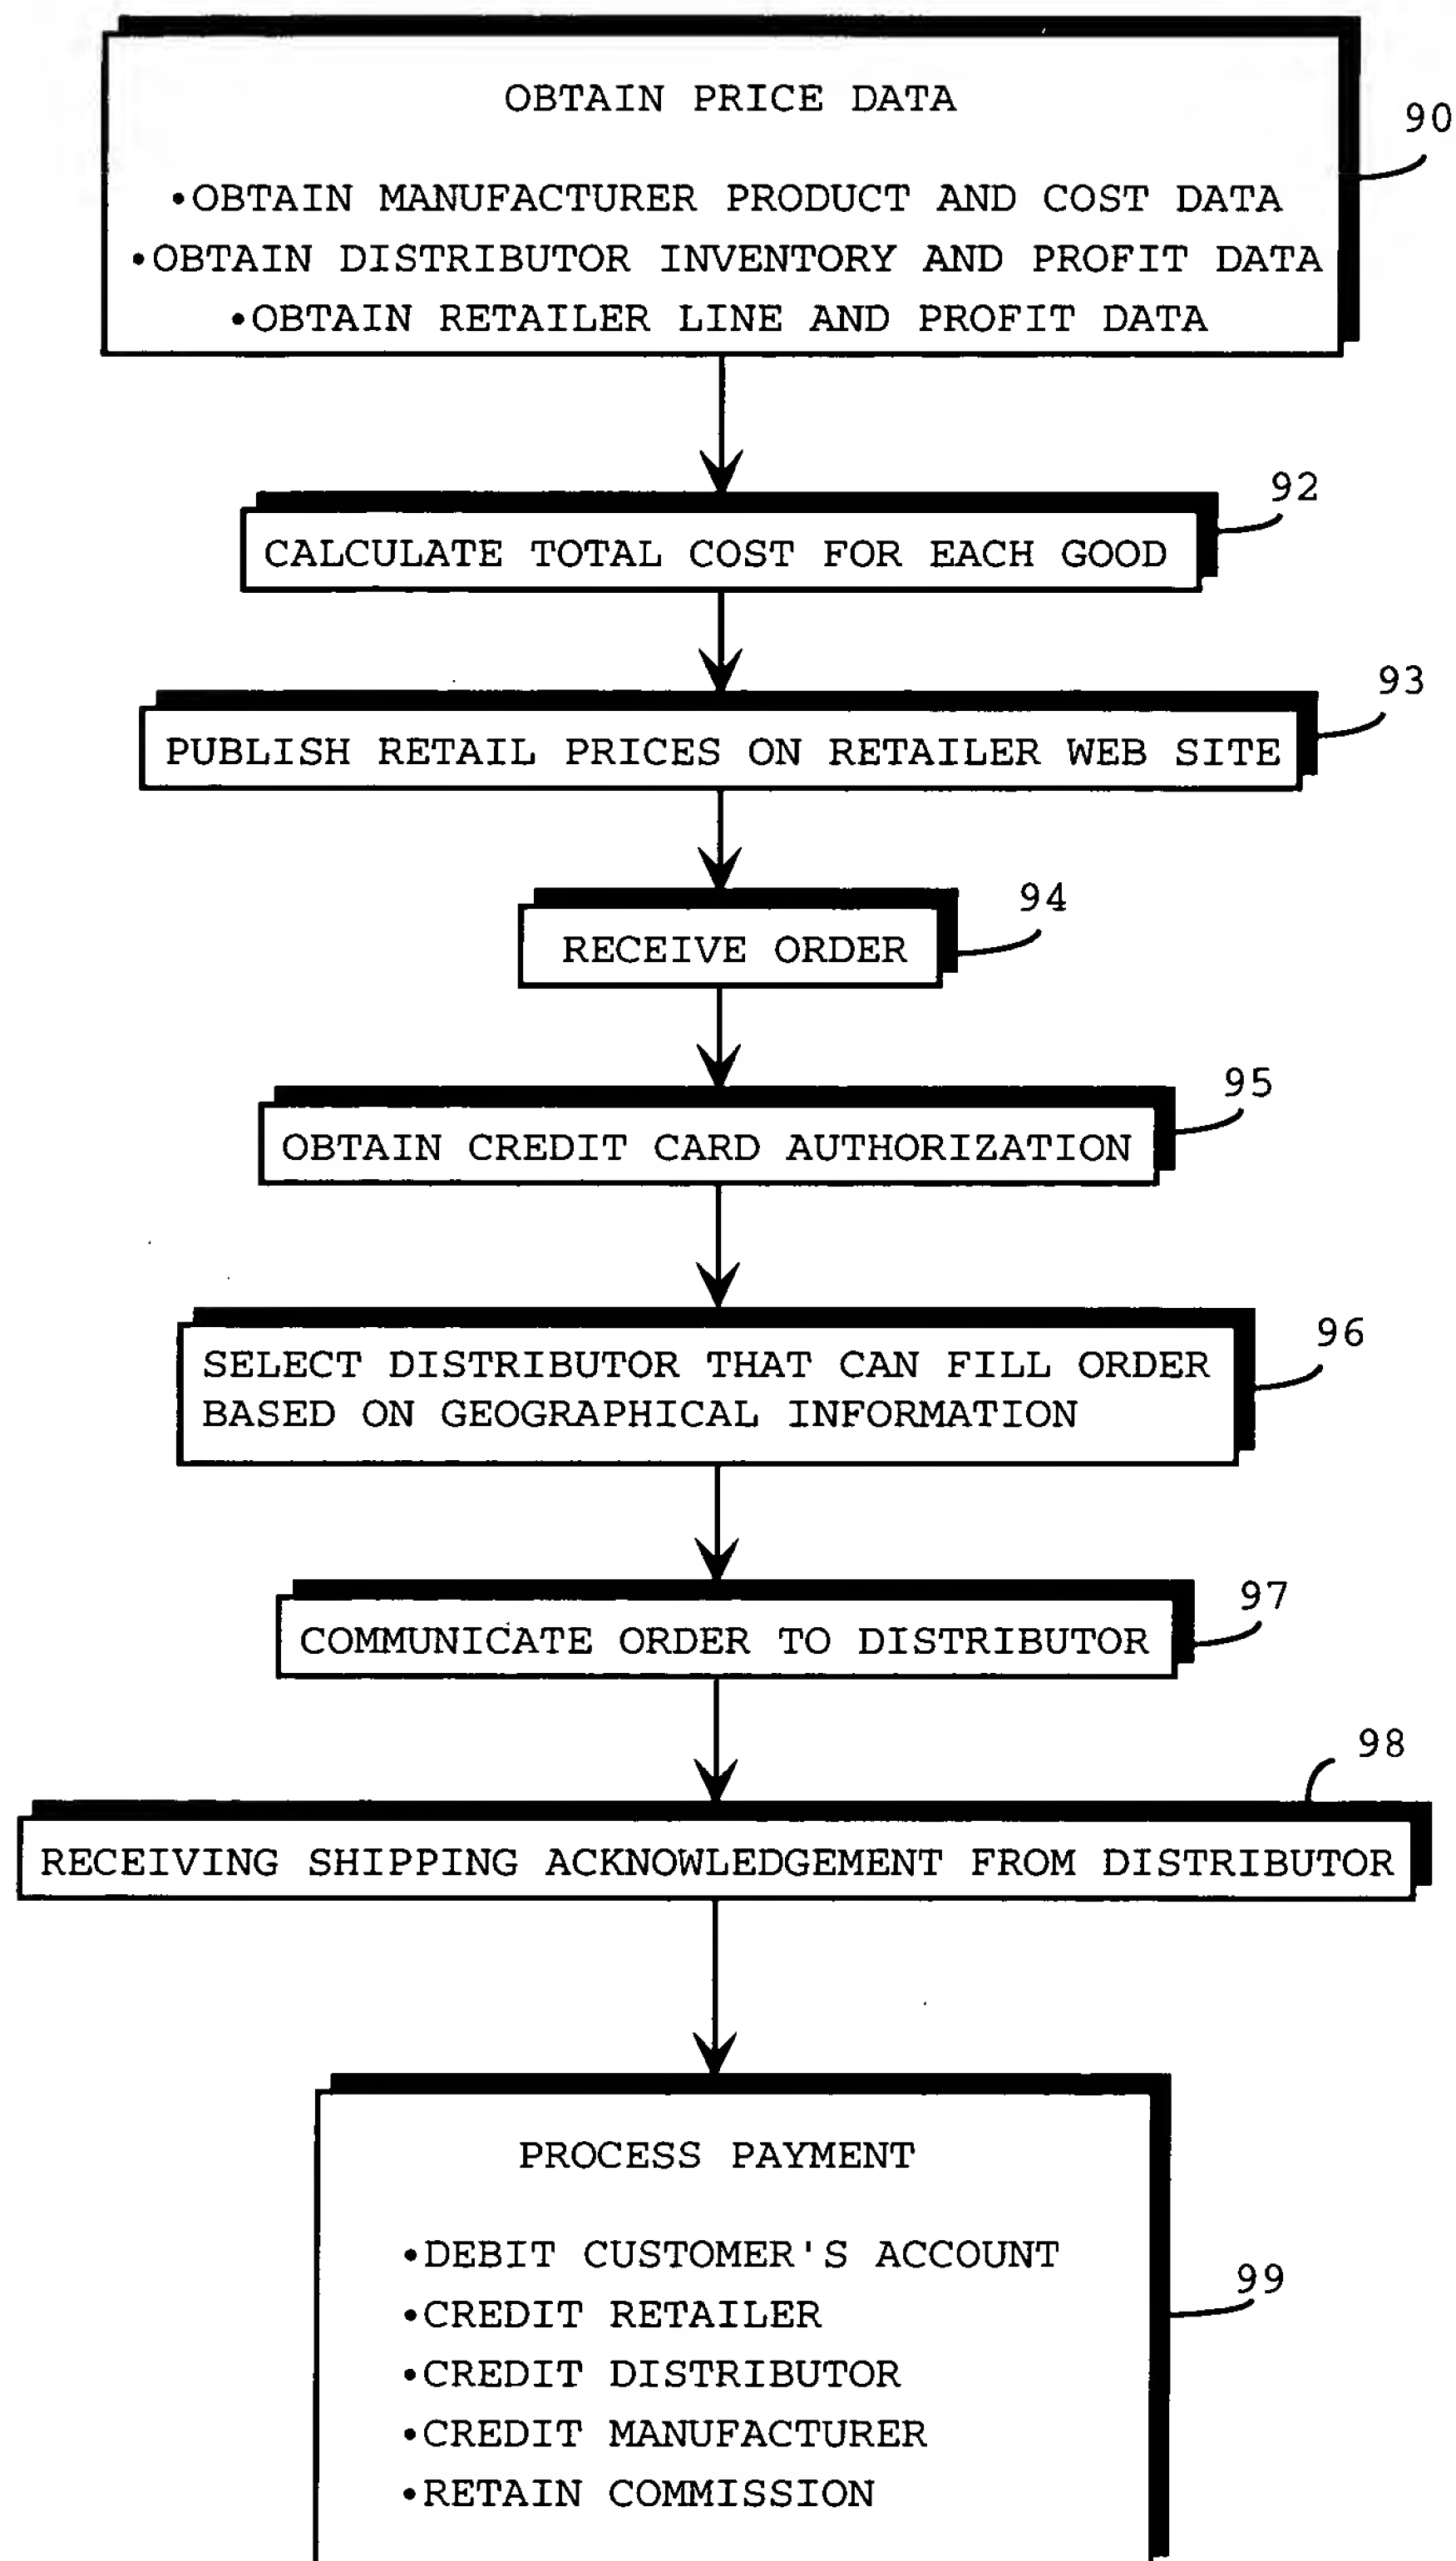 OBTAIN PRICE DATA
90
•OBTAIN MANUFACTURER PRODUCT AND COST DATA
•OBTAIN DISTRIBUTOR INVENTORY AND PROFIT DATA
•OBTAIN RETAILER LINE AND PROFIT DATA
92
CALCULATE TOTAL COST FOR EACH GOOD
93
PUBLISH RETAIL PRICES ON RETAILER WEB SITE
94
RECEIVE ORDER
95
OBTAIN CREDIT CARD AUTHORIZATION
96
SELECT DISTRIBUTOR THAT CAN FILL ORDER
BASED ON GEOGRAPHICAL INFORMATION
97
COMMUNICATE ORDER TO DISTRIBUTOR
98
RECEIVING SHIPPING ACKNOWLEDGEMENT FROM DISTRIBUTOR
PROCESS PAYMENT
•DEBIT CUSTOMER'S ACCOUNT
99
•CREDIT RETAILER
•CREDIT DISTRIBUTOR
•CREDIT MANUFACTURER
•RETAIN COMMISSION